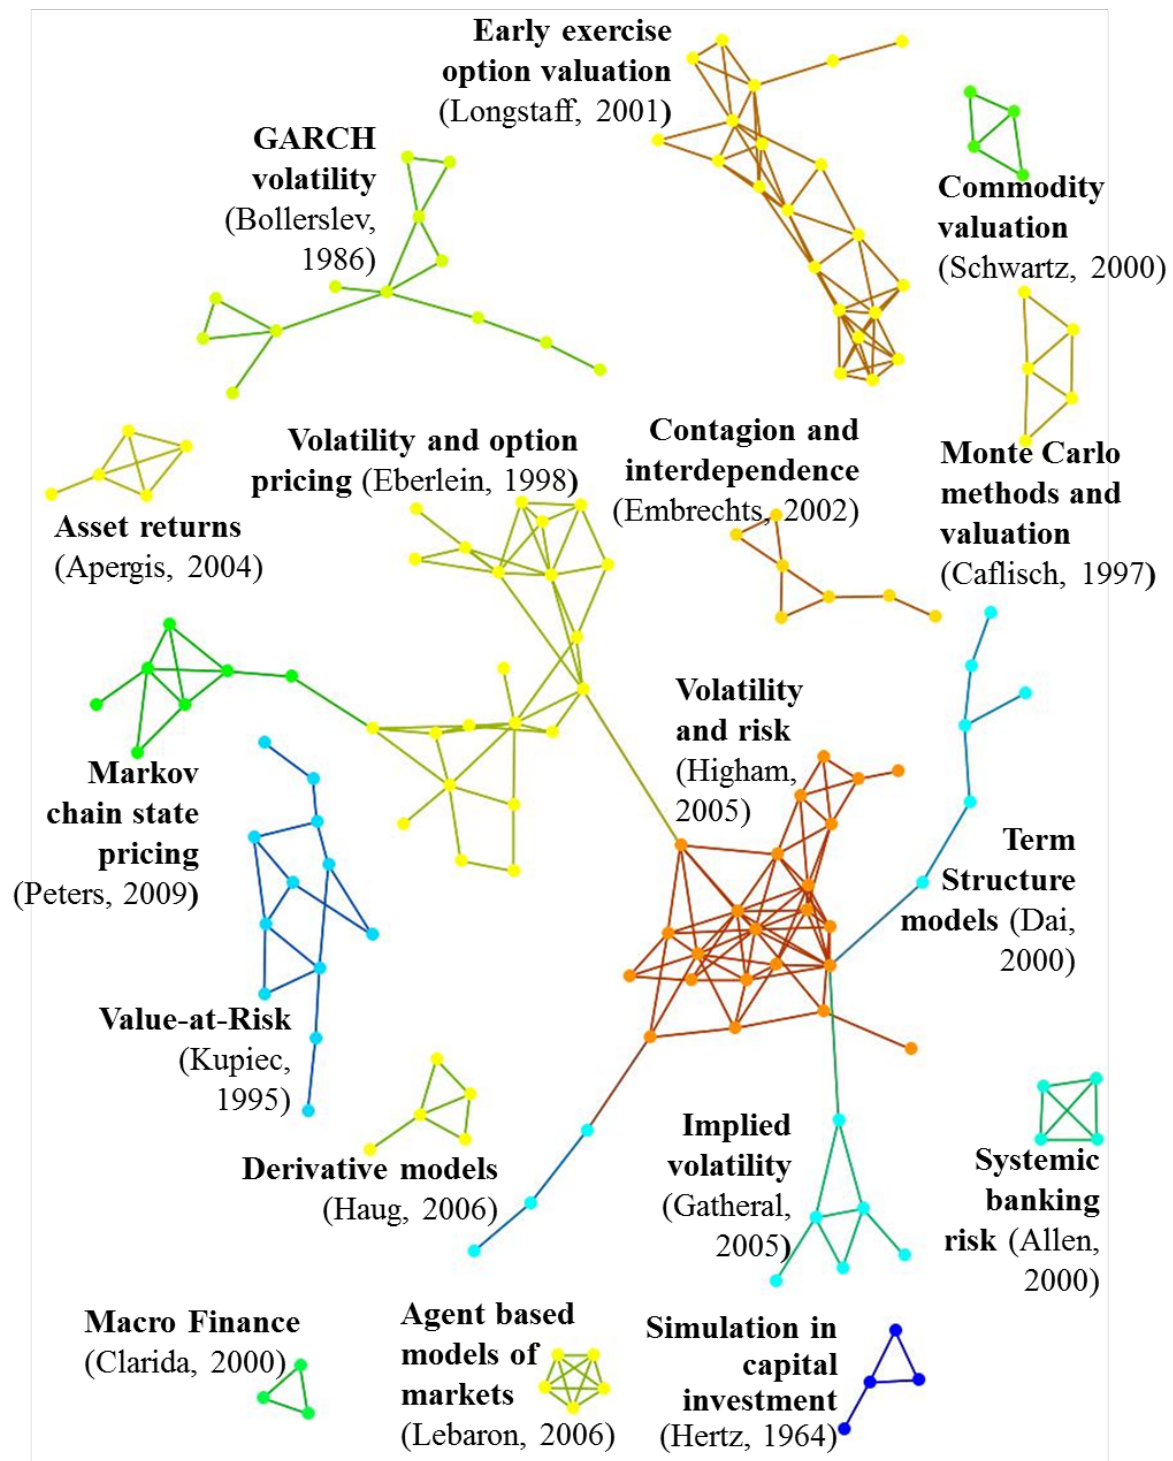 Early exercise
option valuation
(Longstaff, 2001)
GARCH
volatility
(Bollerslev,
1986)
Commodity
valuation
(Schwartz, 2000)
Volatility and option
pricing (Eberlein, 1998)
Contagion and
interdependence
(Embrechts, 2002)
Monte Carlo
methods and
valuation
(Caflisch, 1997)
Asset returns
(Apergis, 2004)
Volatility
and risk
(Higham,
2005)
Markov
chain state
pricing
(Peters, 2009)
Term
Structure
models (Dai,
2000)
Value-at-Risk
(Kupiec,
1995)
Derivative models
(Haug, 2006)
Implied
volatility
(Gatheral,
2005)
Systemic
banking
risk (Allen,
2000)
Macro Finance
(Clarida, 2000)
Agent based
models of
markets
(Lebaron, 2006)
Simulation in
capital
investment
(Hertz, 1964)